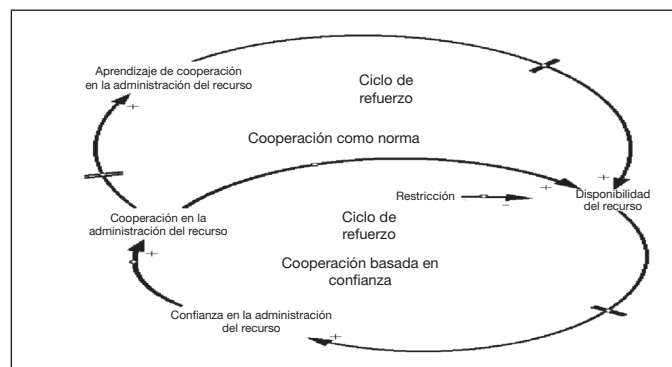 Aprendizaje de cooperación
en la administración del recurso
Ciclo de
refuerzo
+
Cooperación como norma
Restricción
+
+
Disponibilidad
del recurso
−
Cooperación en la
administración del recurso
Ciclo de
refuerzo
+
Cooperación basada en
confianza
Confianza en la administración
del recurso
+